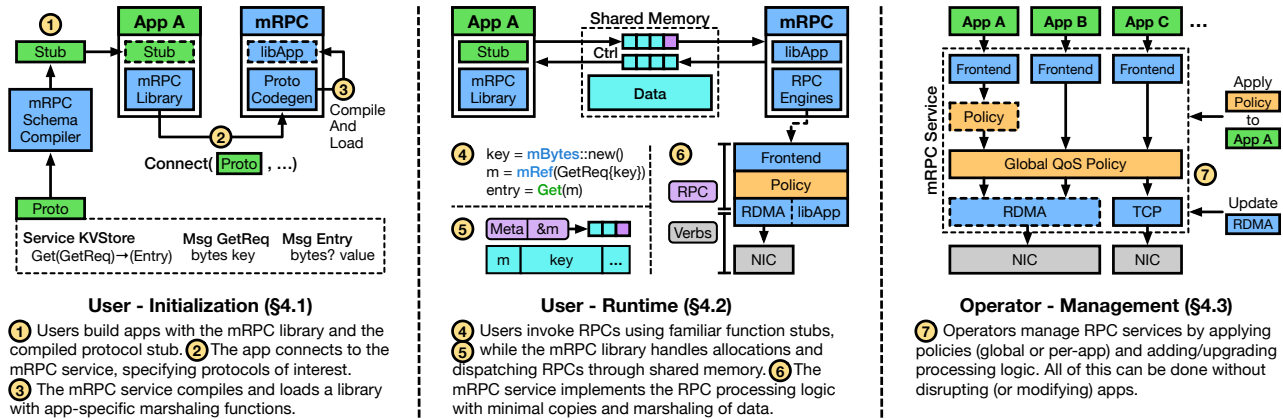 1
App A
mRPC
Stub
Stub
libApp
mRPC
Library
Proto
Codegen
mRPC
Schema
Compiler
3
Compile
And
Load
2
Connect( Proto , ...)
Proto
Service KVStore
Get(GetReq)→(Entry)
Msg GetReq
bytes key
Msg Entry
bytes? value
User - Initialization (§4.1)
1 Users build apps with the mRPC library and the
compiled protocol stub. 2 The app connects to the
mRPC service, specifying protocols of interest.
3 The mRPC service compiles and loads a library
with app-specific marshaling functions.
App A
Shared Memory
mRPC
Stub
Ctrl
libApp
mRPC
Library
Data
RPC
Engines
4
key = mBytes::new()
m = mRef(GetReq{key})
entry = Get(m)
5
Meta &m
m key ...
6
Frontend
Policy
RPC
RDMA libApp
Verbs
NIC
User - Runtime (§4.2)
4 Users invoke RPCs using familiar function stubs,
5 while the mRPC library handles allocations and
dispatching RPCs through shared memory. 6 The
mRPC service implements the RPC processing logic
with minimal copies and marshaling of data.
App A App B App C ...
Frontend Frontend Frontend
mRPC Service
Policy
Global QoS Policy
RDMA TCP
NIC NIC
Apply
Policy
to
App A
7
Update
RDMA
Operator - Management (§4.3)
7 Operators manage RPC services by applying
policies (global or per-app) and adding/upgrading
processing logic. All of this can be done without
disrupting (or modifying) apps.